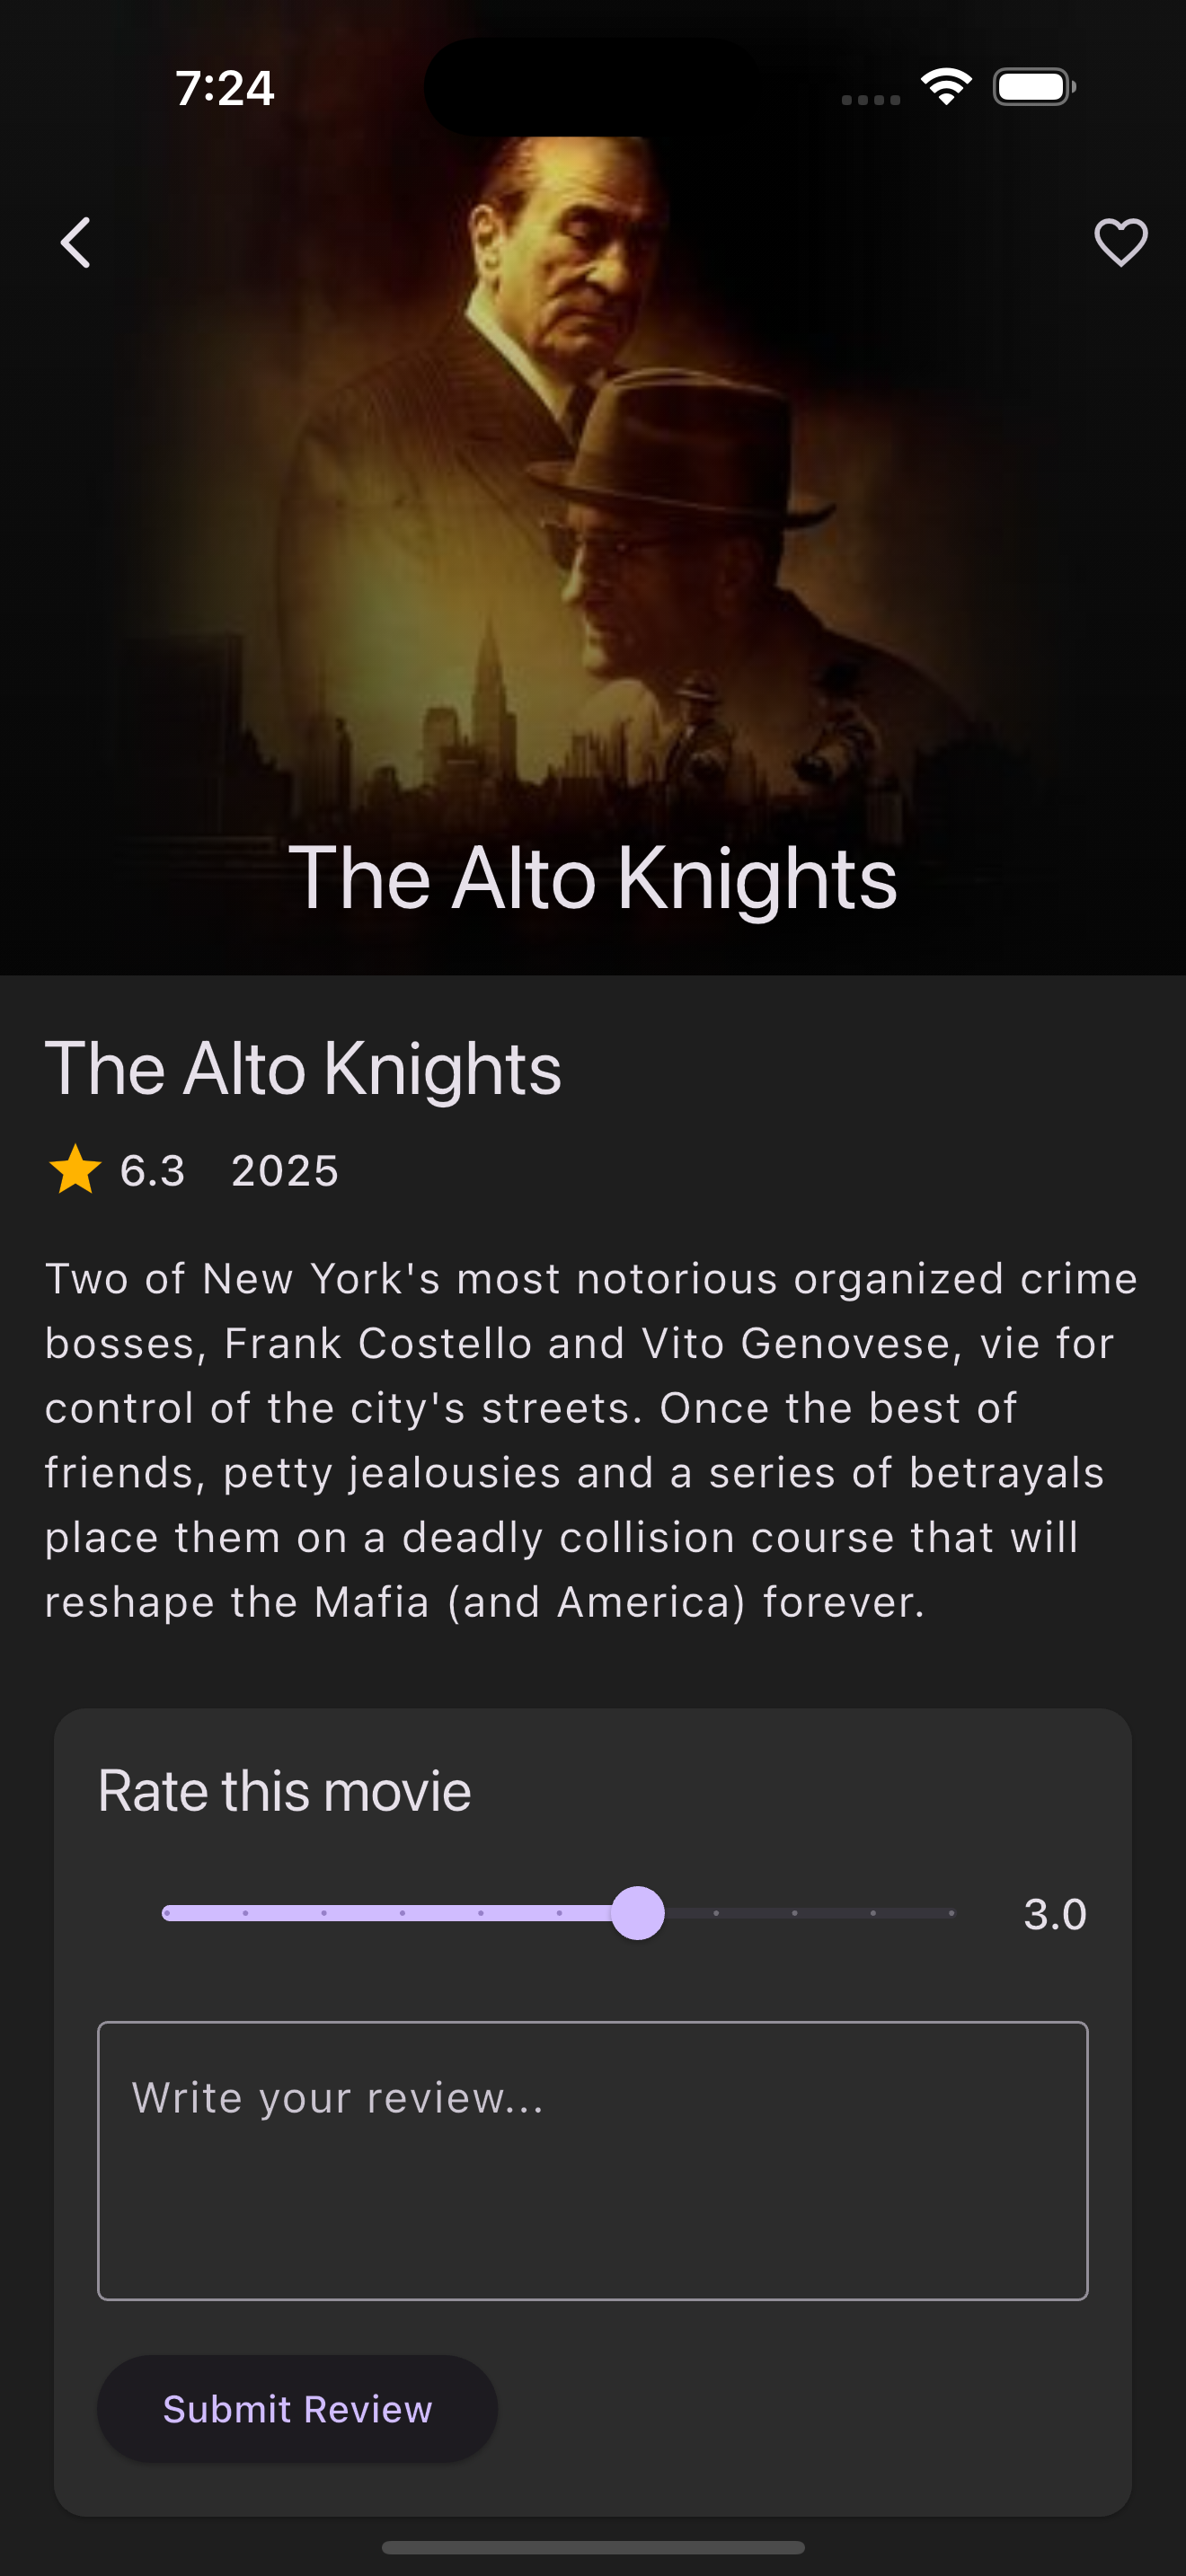 7:24
The Alto Knights
The Alto Knights
6.3 2025
Two of New York's most notorious organized crime
bosses, Frank Costello and Vito Genovese, vie for
control of the city's streets. Once the best of
friends, petty jealousies and a series of betrayals
place them on a deadly collision course that will
reshape the Mafia (and America) forever.
Rate this movie
3.0
Write your review...
Submit Review